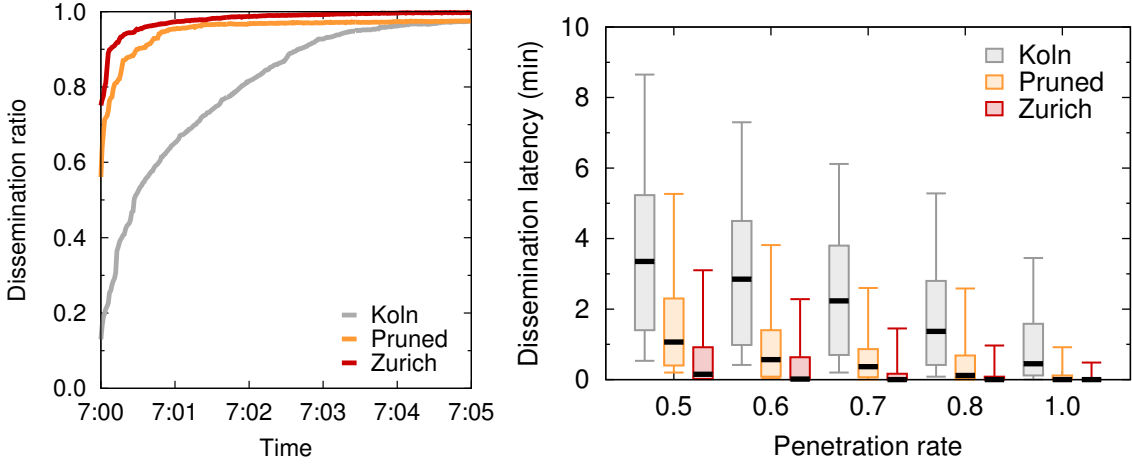 1.0
0.8
0.6
0.4
0.2
0.0
Dissemination ratio
Koln
Pruned
Zurich
7:00 7:01 7:02 7:03 7:04 7:05
Time
10
8
6
4
2
0
Dissemination latency (min)
Koln
Pruned
Zurich
0.5 0.6 0.7 0.8 1.0
Penetration rate